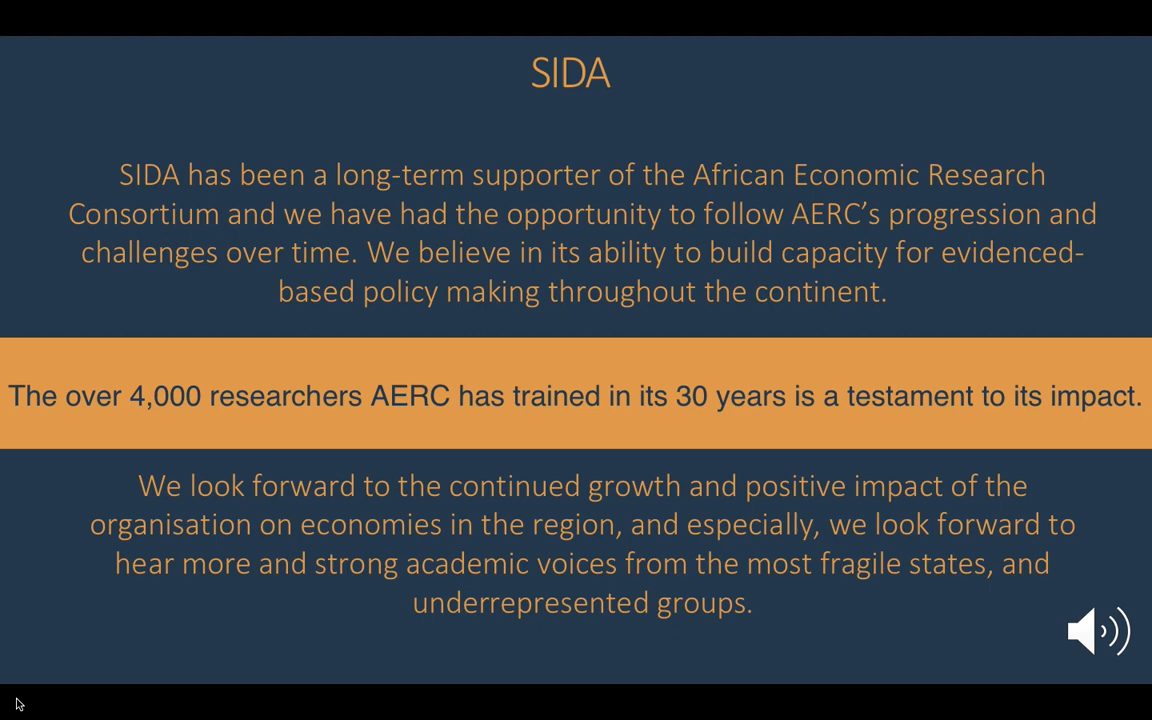 SIDA
SIDA has been a long-term supporter of the African Economic Research
Consortium and we have had the opportunity to follow AERC’s progression and
challenges over time. We believe in its ability to build capacity for evidenced-
based policy making throughout the continent.
The over 4,000 researchers AERC has trained in its 30 years is a testament to its impact.
We look forward to the continued growth and positive impact of the
organisation on economies in the region, and especially, we look forward to
hear more and strong academic voices from the most fragile states, and
underrepresented groups.